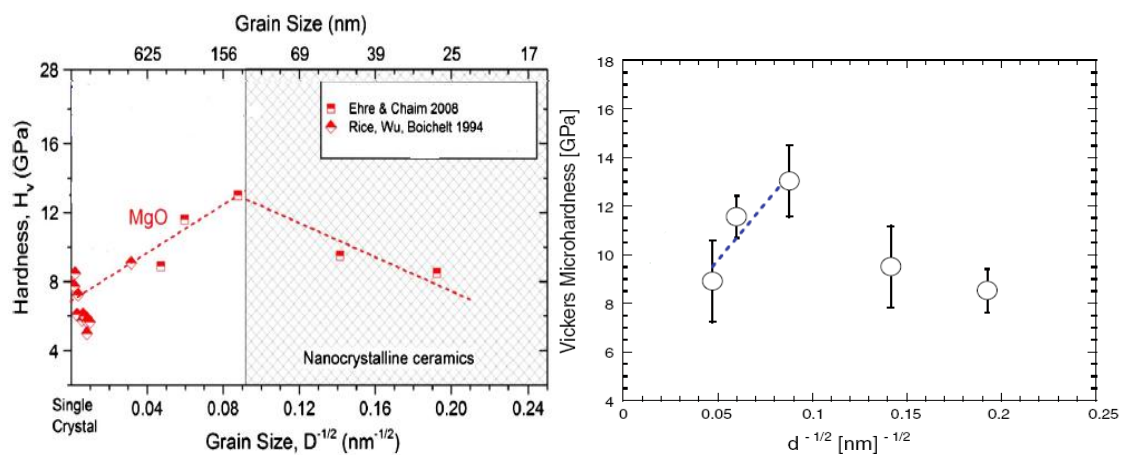 Grain Size (nm)
625 156 69 39 25 17
28
16
12
8
4
Hardness, Hᵥ (GPa)
Ehre & Chaim 2008
Rice, Wu, Boichelt 1994
MgO
Nanocrystalline ceramics
Single
Crystal
0.04 0.08 0.12 0.16 0.20 0.24
Grain Size, D⁻¹/² (nm⁻¹/²)
Vickers Microhardness [GPa]
18
16
14
12
10
8
6
4
0 0.05 0.1 0.15 0.2 0.25
d ⁻¹/² [nm] ⁻¹/²